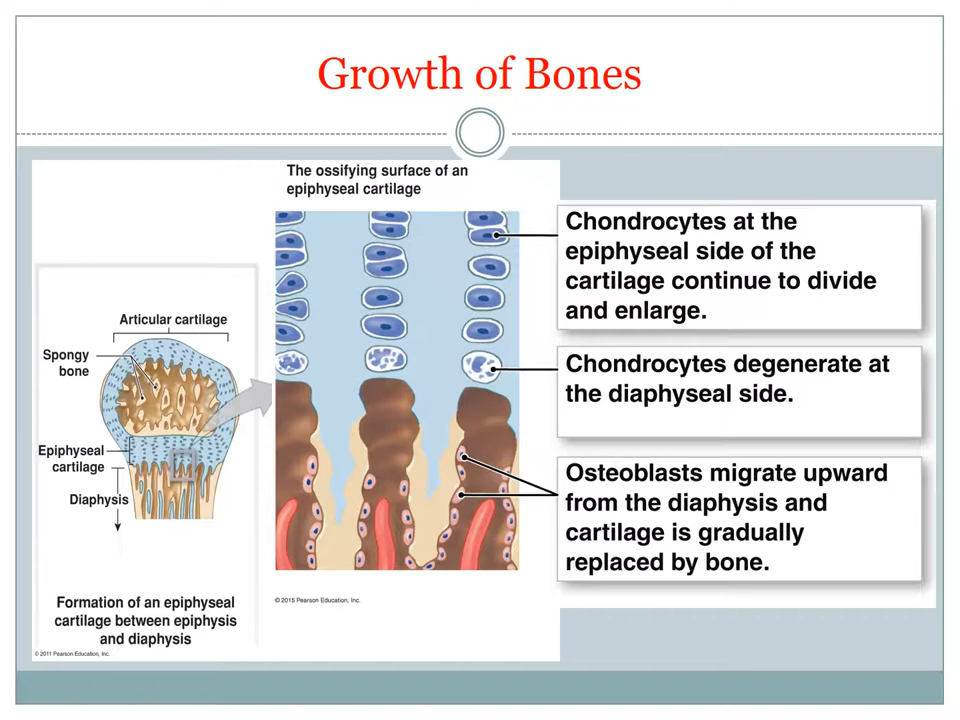 Growth of Bones
The ossifying surface of an
epiphyseal cartilage
Chondrocytes at the
epiphyseal side of the
cartilage continue to divide
and enlarge.
Chondrocytes degenerate at
the diaphyseal side.
Osteoblasts migrate upward
from the diaphysis and
cartilage is gradually
replaced by bone.
Articular cartilage
Spongy
bone
Epiphyseal
cartilage
Diaphysis
Formation of an epiphyseal
cartilage between epiphysis
and diaphysis
© 2015 Pearson Education, Inc.
© 2011 Pearson Education, Inc.